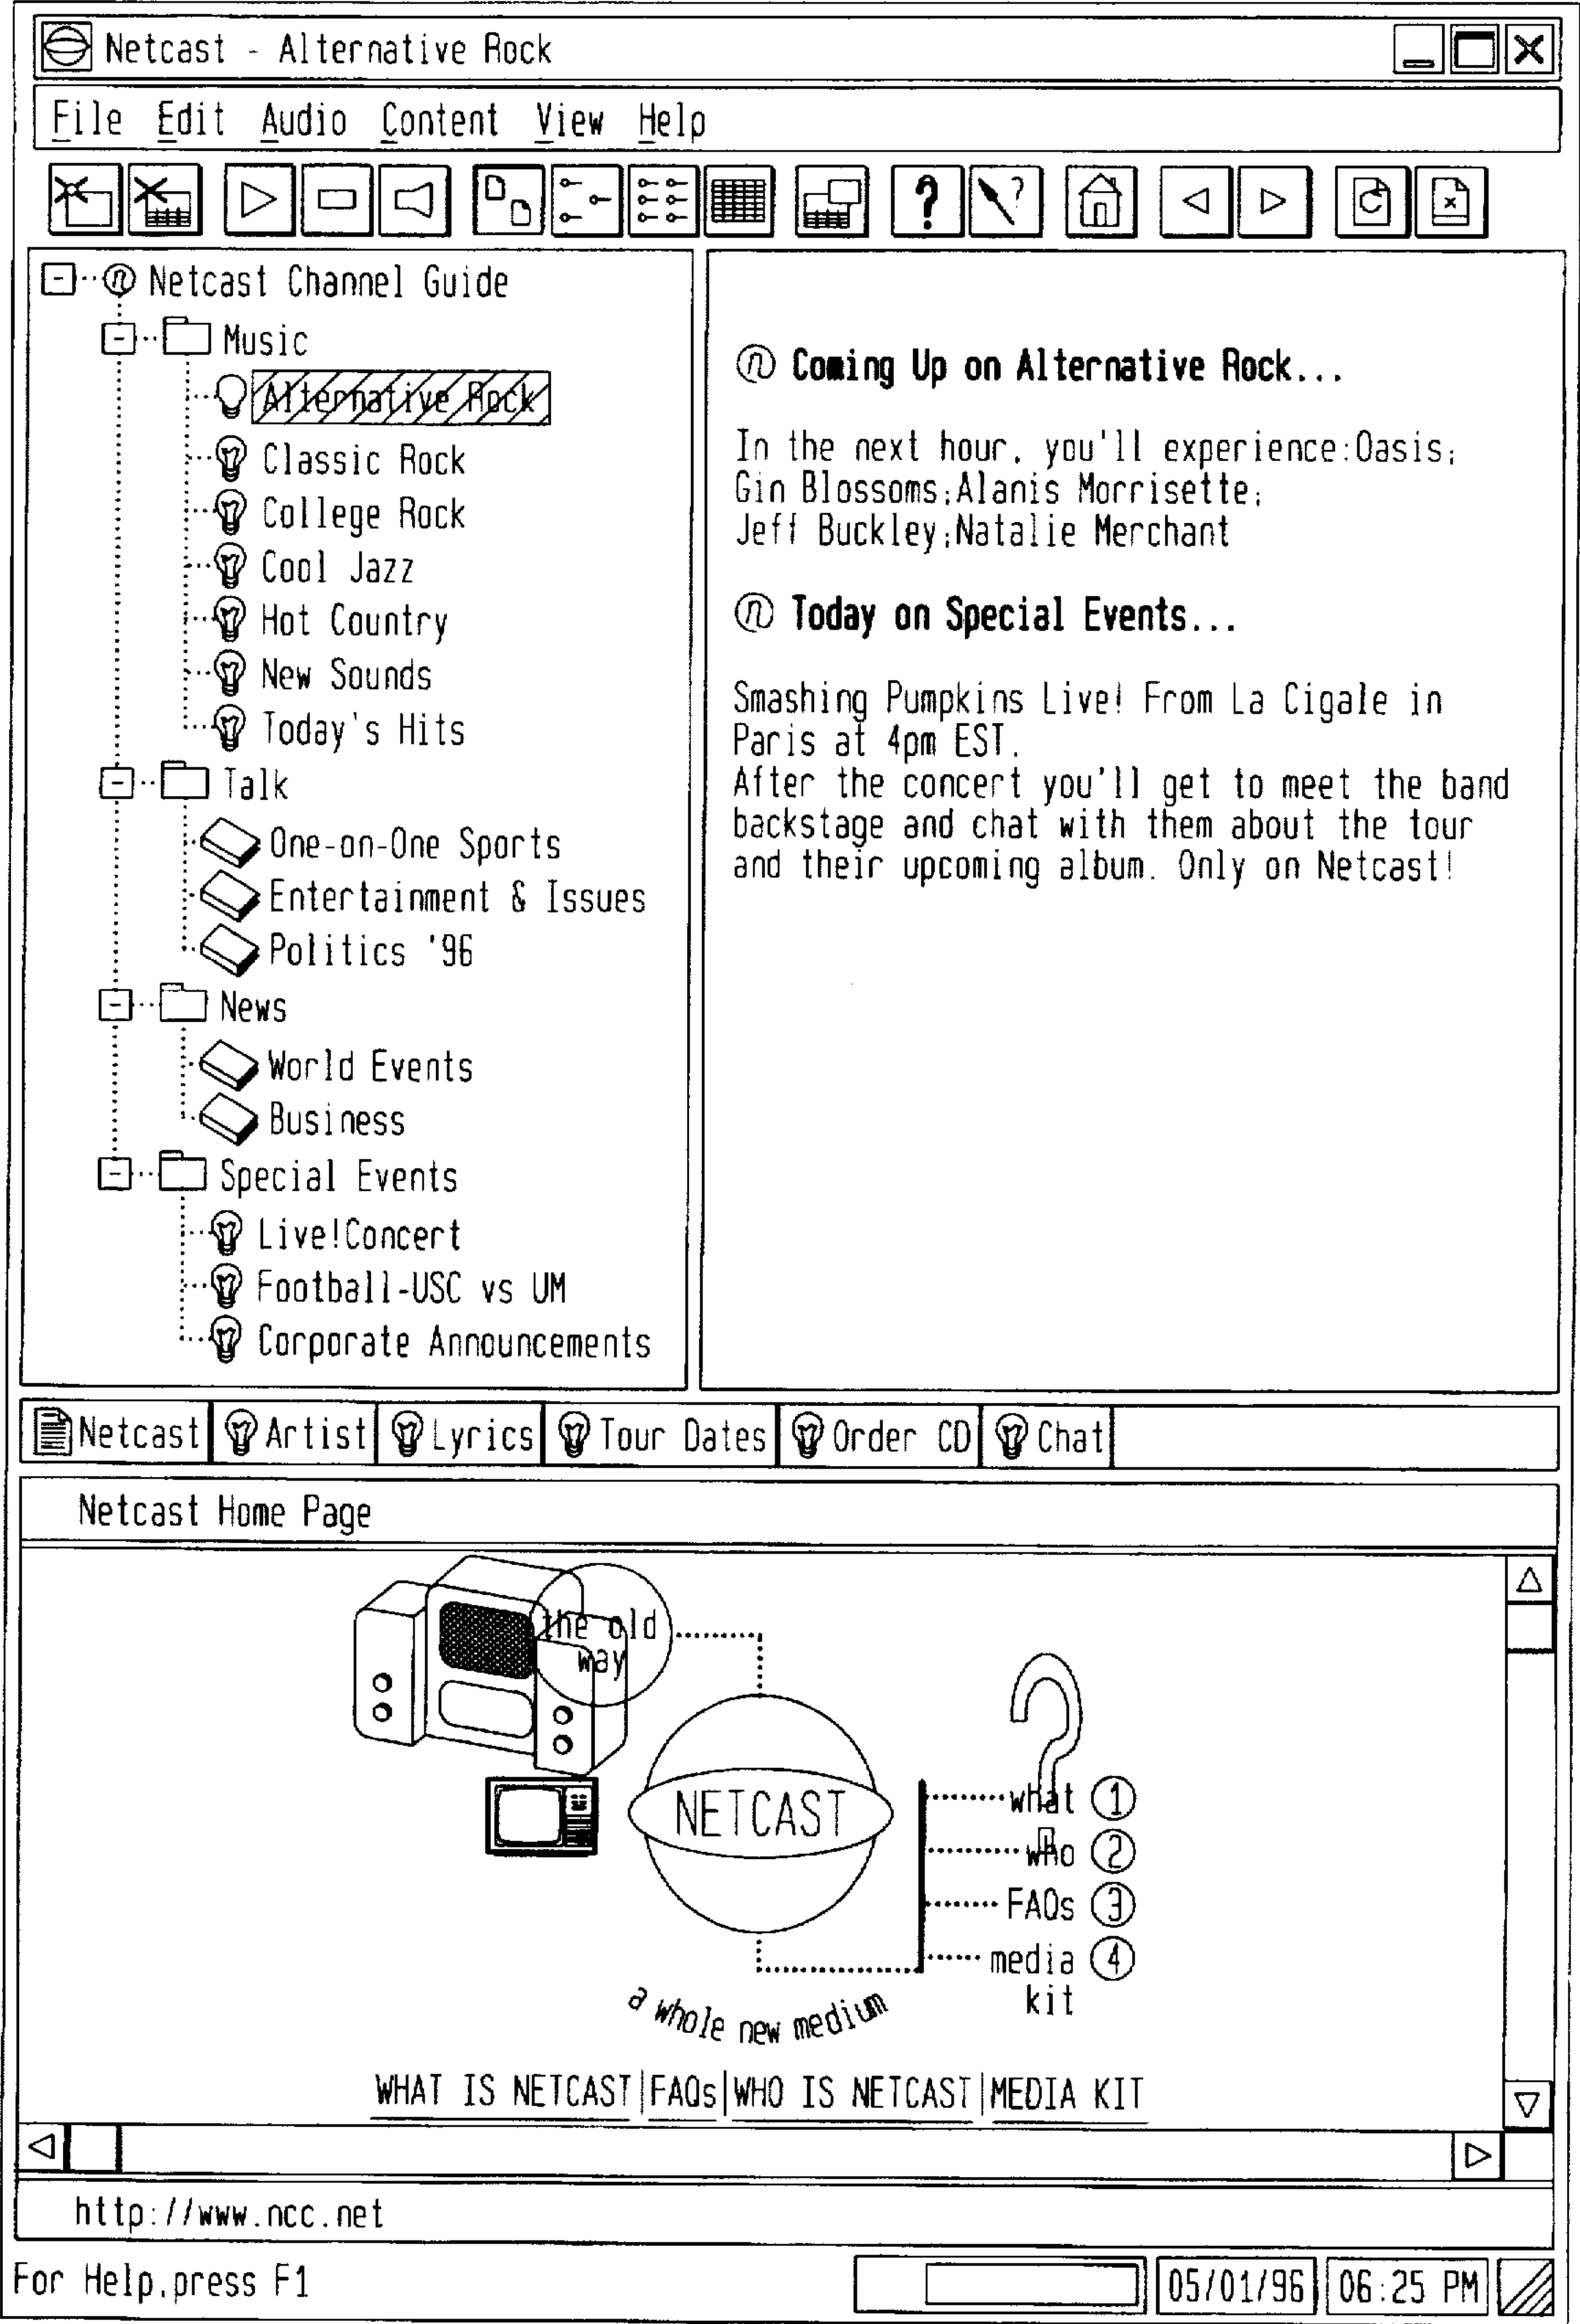 Netcast - Alternative Rock
File Edit Audio Content View Help
Netcast Channel Guide
Music
Alternative Rock
Classic Rock
College Rock
Cool Jazz
Hot Country
New Sounds
Today's Hits
Talk
One-on-One Sports
Entertainment & Issues
Politics '96
News
World Events
Business
Special Events
Live!Concert
Football-USC vs UM
Corporate Announcements
Coming Up on Alternative Rock...
In the next hour, you'll experience:Oasis;
Gin Blossoms;Alanis Morrisette;
Jeff Buckley;Natalie Merchant
Today on Special Events...
Smashing Pumpkins Live! From La Cigale in
Paris at 4pm EST.
After the concert you'll get to meet the band
backstage and chat with them about the tour
and their upcoming album. Only on Netcast!
Netcast Artist Lyrics Tour Dates Order CD Chat
Netcast Home Page
the old
way
NETCAST
what 1
who 2
FAQs 3
media 4
kit
a whole new medium
WHAT IS NETCAST|FAQs|WHO IS NETCAST|MEDIA KIT
http://www.ncc.net
For Help,press F1 05/01/96 06:25 PM